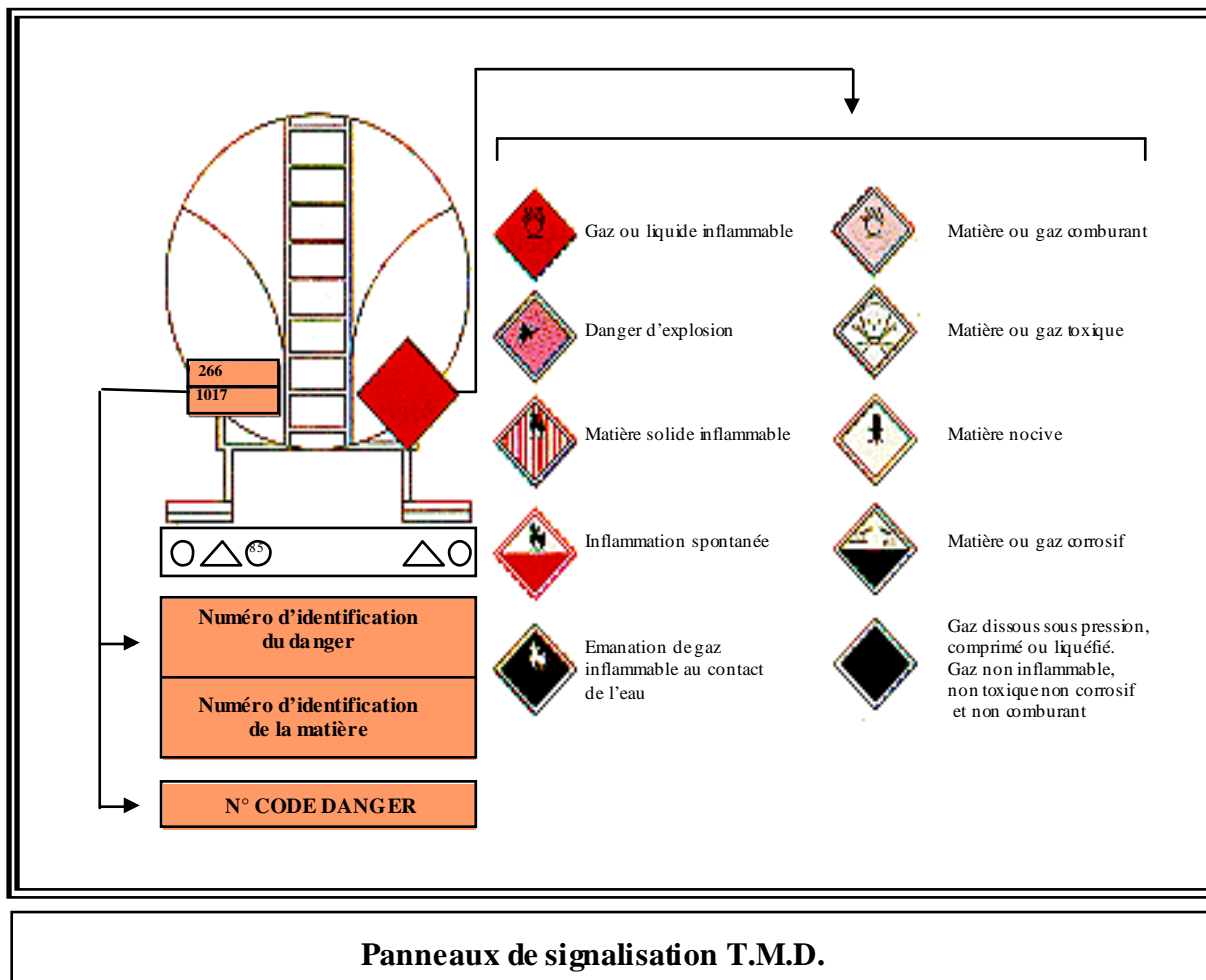 266
1017
85
Numéro d'identification
du danger
Numéro d'identification
de la matière
N° CODE DANGER
Gaz ou liquide inflammable
Danger d'explosion
Matière solide inflammable
Inflammation spontanée
Emanation de gaz
inflammable au contact
de l'eau
Matière ou gaz comburant
Matière ou gaz toxique
Matière nocive
Matière ou gaz corrosif
Gaz dissous sous pression,
comprimé ou liquéfié.
Gaz non inflammable,
non toxique non corrosif
et non comburant
Panneaux de signalisation T.M.D.